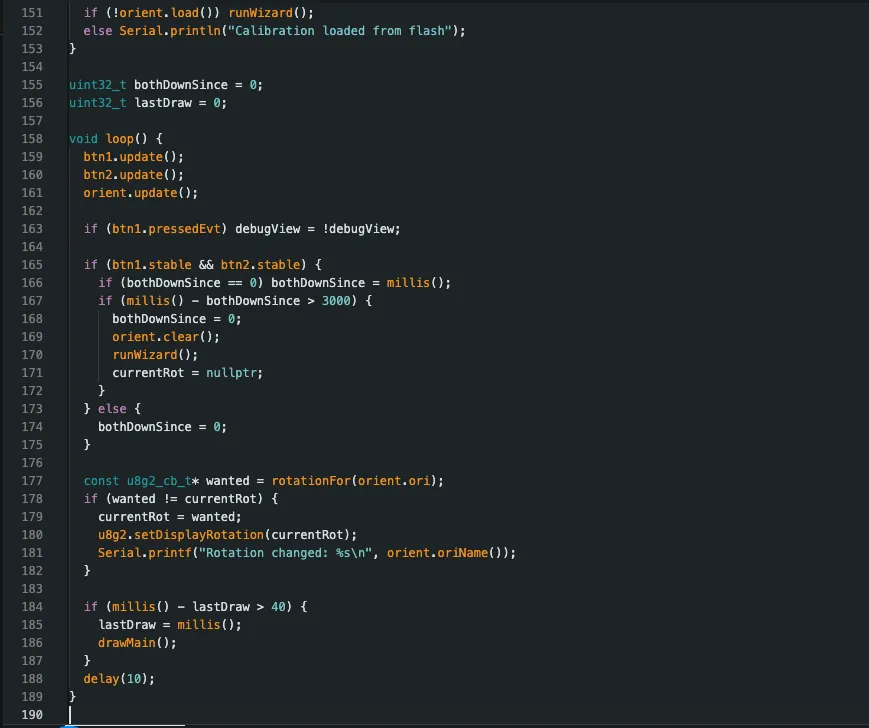 151 if (!orient.load()) runWizard();
152 else Serial.println("Calibration loaded from flash");
153 }
154
155 uint32_t bothDownSince = 0;
156 uint32_t lastDraw = 0;
157
158 void loop() {
159 btn1.update();
160 btn2.update();
161 orient.update();
162
163 if (btn1.pressedEvt) debugView = !debugView;
164
165 if (btn1.stable && btn2.stable) {
166 if (bothDownSince == 0) bothDownSince = millis();
167 if (millis() - bothDownSince > 3000) {
168 bothDownSince = 0;
169 orient.clear();
170 runWizard();
171 currentRot = nullptr;
172 }
173 } else {
174 bothDownSince = 0;
175 }
176
177 const u8g2_cb_t* wanted = rotationFor(orient.ori);
178 if (wanted != currentRot) {
179 currentRot = wanted;
180 u8g2.setDisplayRotation(currentRot);
181 Serial.printf("Rotation changed: %s\n", orient.oriName());
182 }
183
184 if (millis() - lastDraw > 40) {
185 lastDraw = millis();
186 drawMain();
187 }
188 delay(10);
189 }
190